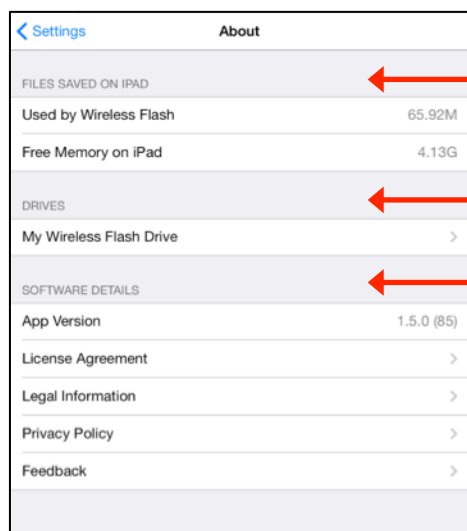 Settings About
FILES SAVED ON IPAD
Used by Wireless Flash 65.92M
Free Memory on iPad 4.13G
DRIVES
My Wireless Flash Drive
SOFTWARE DETAILS
App Version 1.5.0 (85)
License Agreement
Legal Information
Privacy Policy
Feedback